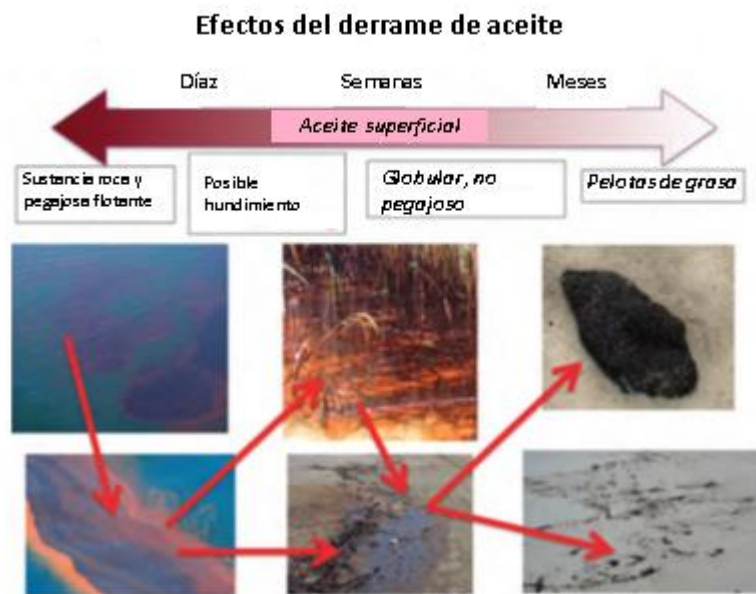 Efectos del derrame de aceite
Díaz Semanas Meses
Aceite superficial
Sustancia roca y
pegajosa flotante
Posible
hundimiento
Globular, no
pegajoso
Pelotas de grasa